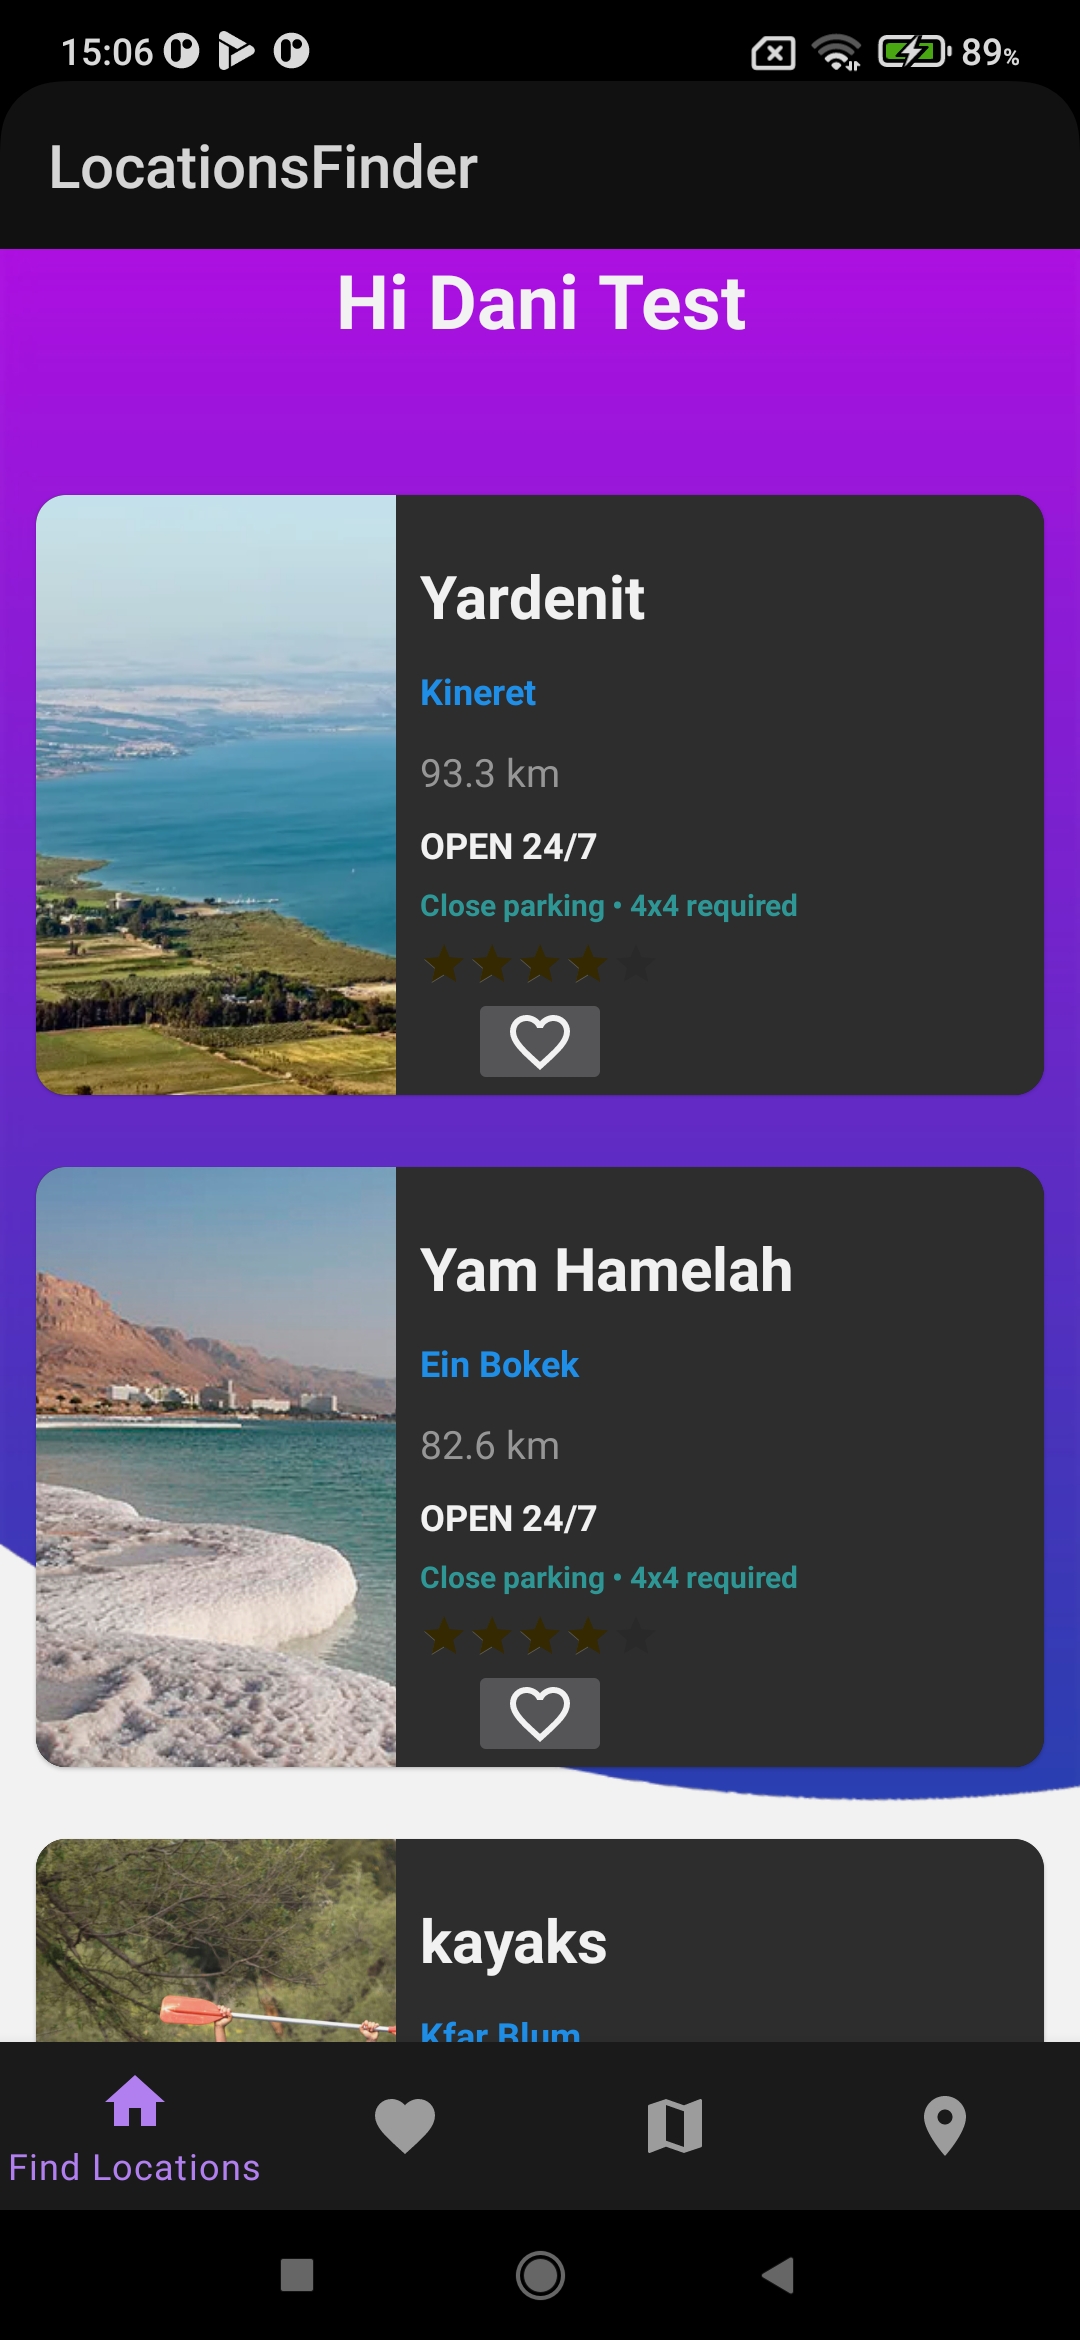 15:06 89%
LocationsFinder
Hi Dani Test
Yardenit
Kineret
93.3 km
OPEN 24/7
Close parking • 4x4 required
Yam Hamelah
Ein Bokek
82.6 km
OPEN 24/7
Close parking • 4x4 required
kayaks
Kfar Blum
Find Locations